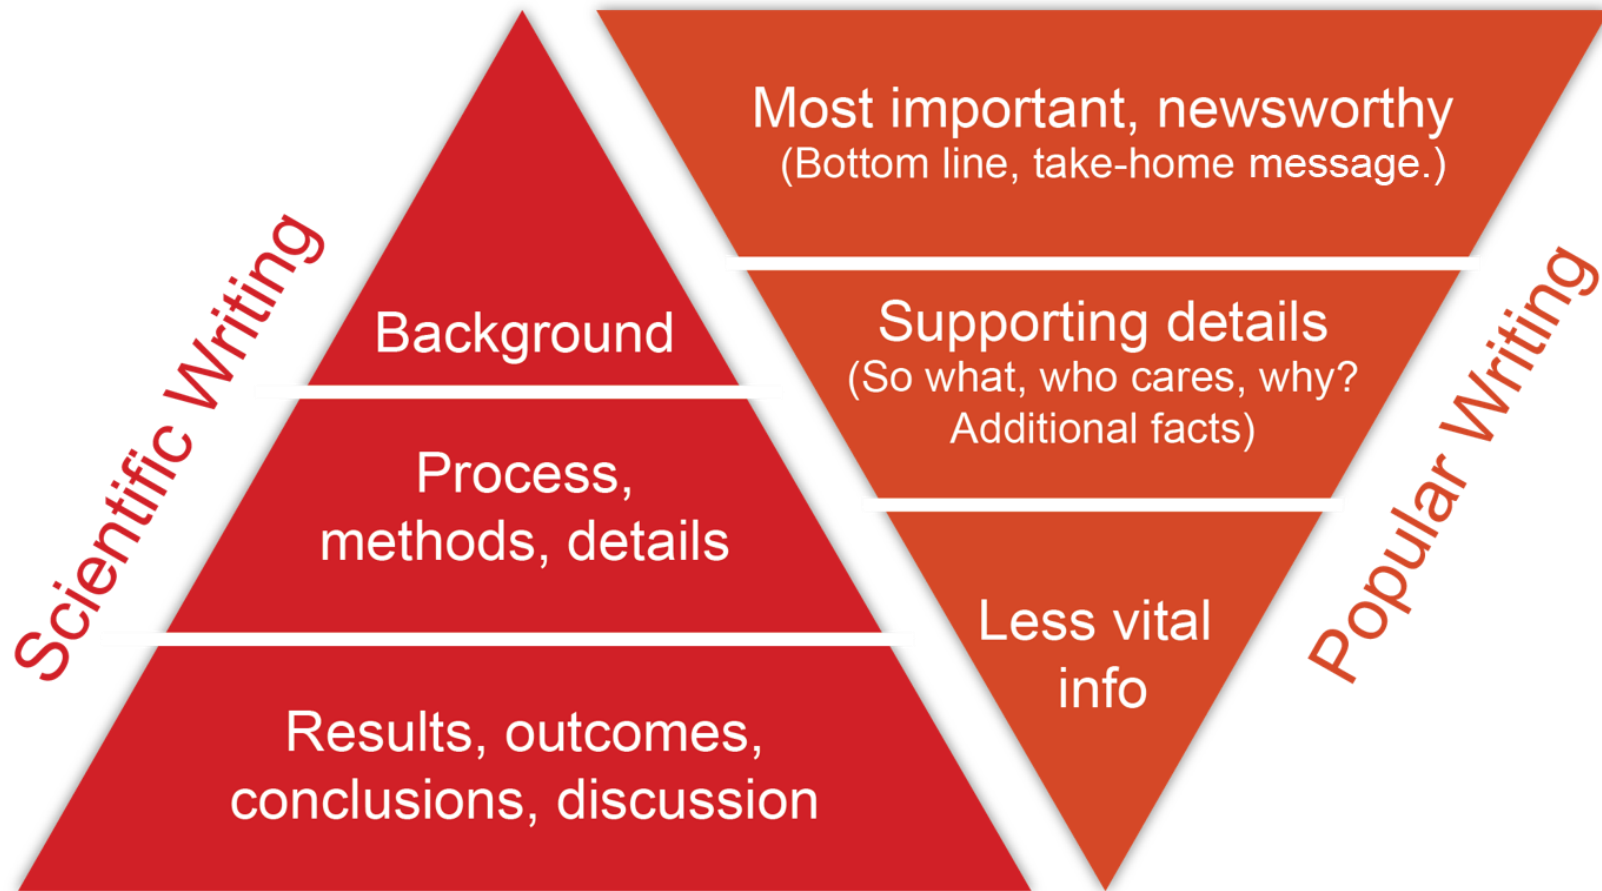 Scientific Writing
Background
Process,
methods, details
Results, outcomes,
conclusions, discussion
Most important, newsworthy
(Bottom line, take-home message.)
Supporting details
(So what, who cares, why?
Additional facts)
Less vital
info
Popular Writing